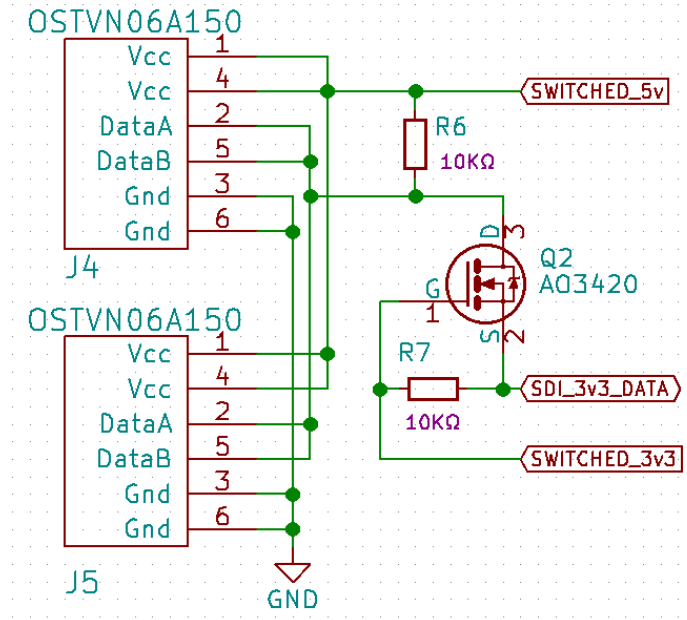 OSTVN06A150
Vcc 1
Vcc 4
DataA 2
DataB 5
Gnd 3
Gnd 6
J4
SWITCHED_5v
R6
10KΩ
D 3
Q2
AO3420
G
1
S 2
OSTVN06A150
Vcc 1
Vcc 4
DataA 2
DataB 5
Gnd 3
Gnd 6
J5
R7
10KΩ
SDI_3v3_DATA
SWITCHED_3v3
GND